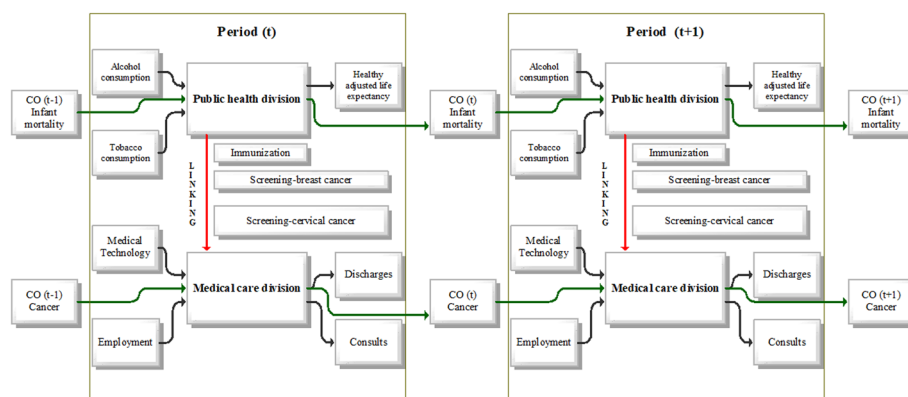 Period (t)
Alcohol
consumption
Public health division
Healthy
adjusted life
expectancy
CO (t-1)
Infant
mortality
Tobacco
consumption
LINKING
Immunization
Screening-breast cancer
Screening-cervical cancer
Medical
Technology
Medical care division
Discharges
CO (t-1)
Cancer
Employment
Consults
CO (t)
Infant
mortality
CO (t)
Cancer
Period (t+1)
Alcohol
consumption
Public health division
Healthy
adjusted life
expectancy
Tobacco
consumption
LINKING
Immunization
Screening-breast cancer
Screening-cervical cancer
Medical
Technology
Medical care division
Discharges
Employment
Consults
CO (t+1)
Infant
mortality
CO (t+1)
Cancer